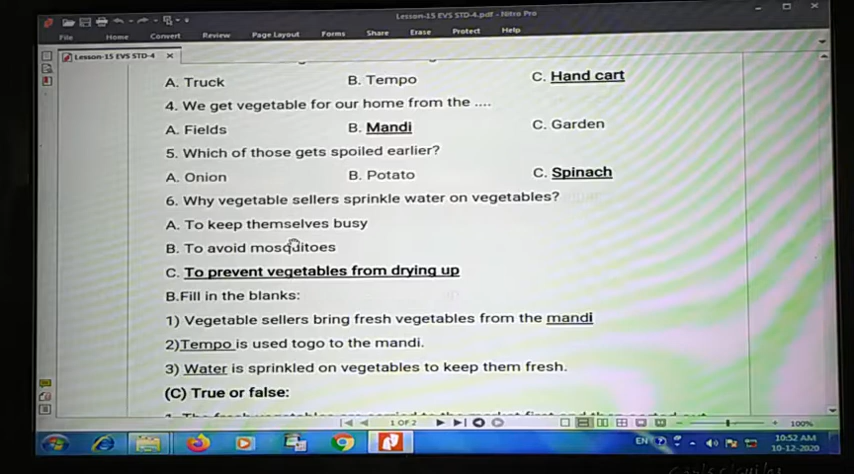 Lesson-15 EVS STD-4.pdf - Nitro Pro
File Home Convert Review Page Layout Forms Share Erase Protect Help
Lesson-15 EVS STD-4 ×
A. Truck B. Tempo C. Hand cart
4. We get vegetable for our home from the ....
A. Fields B. Mandi C. Garden
5. Which of those gets spoiled earlier?
A. Onion B. Potato C. Spinach
6. Why vegetable sellers sprinkle water on vegetables?
A. To keep themselves busy
B. To avoid mosquitoes
C. To prevent vegetables from drying up
B.Fill in the blanks:
1) Vegetable sellers bring fresh vegetables from the mandi
2)Tempo is used togo to the mandi.
3) Water is sprinkled on vegetables to keep them fresh.
(C) True or false:
1 OF 2
100%
EN
10:52 AM
10-12-2020